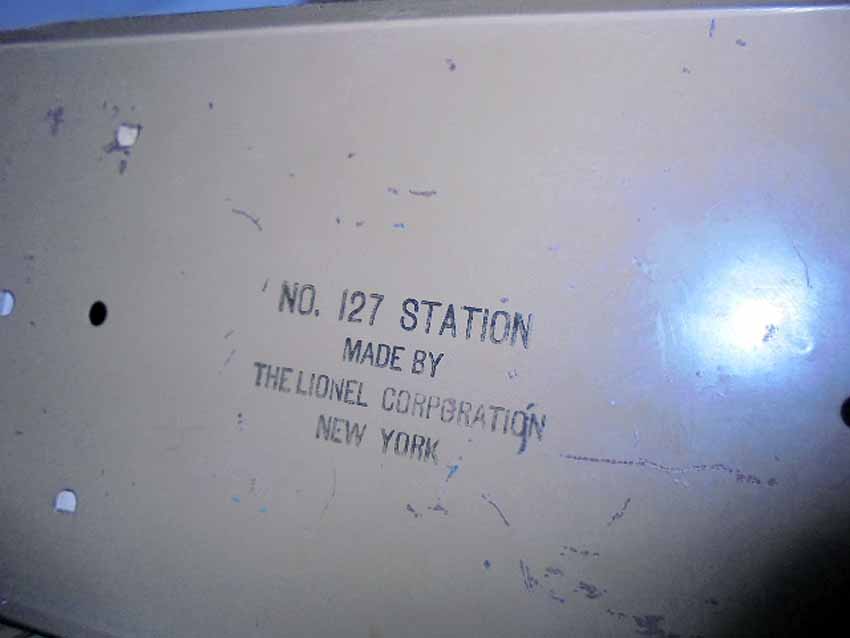 NO. 127 STATION
MADE BY
THE LIONEL CORPORATION
NEW YORK